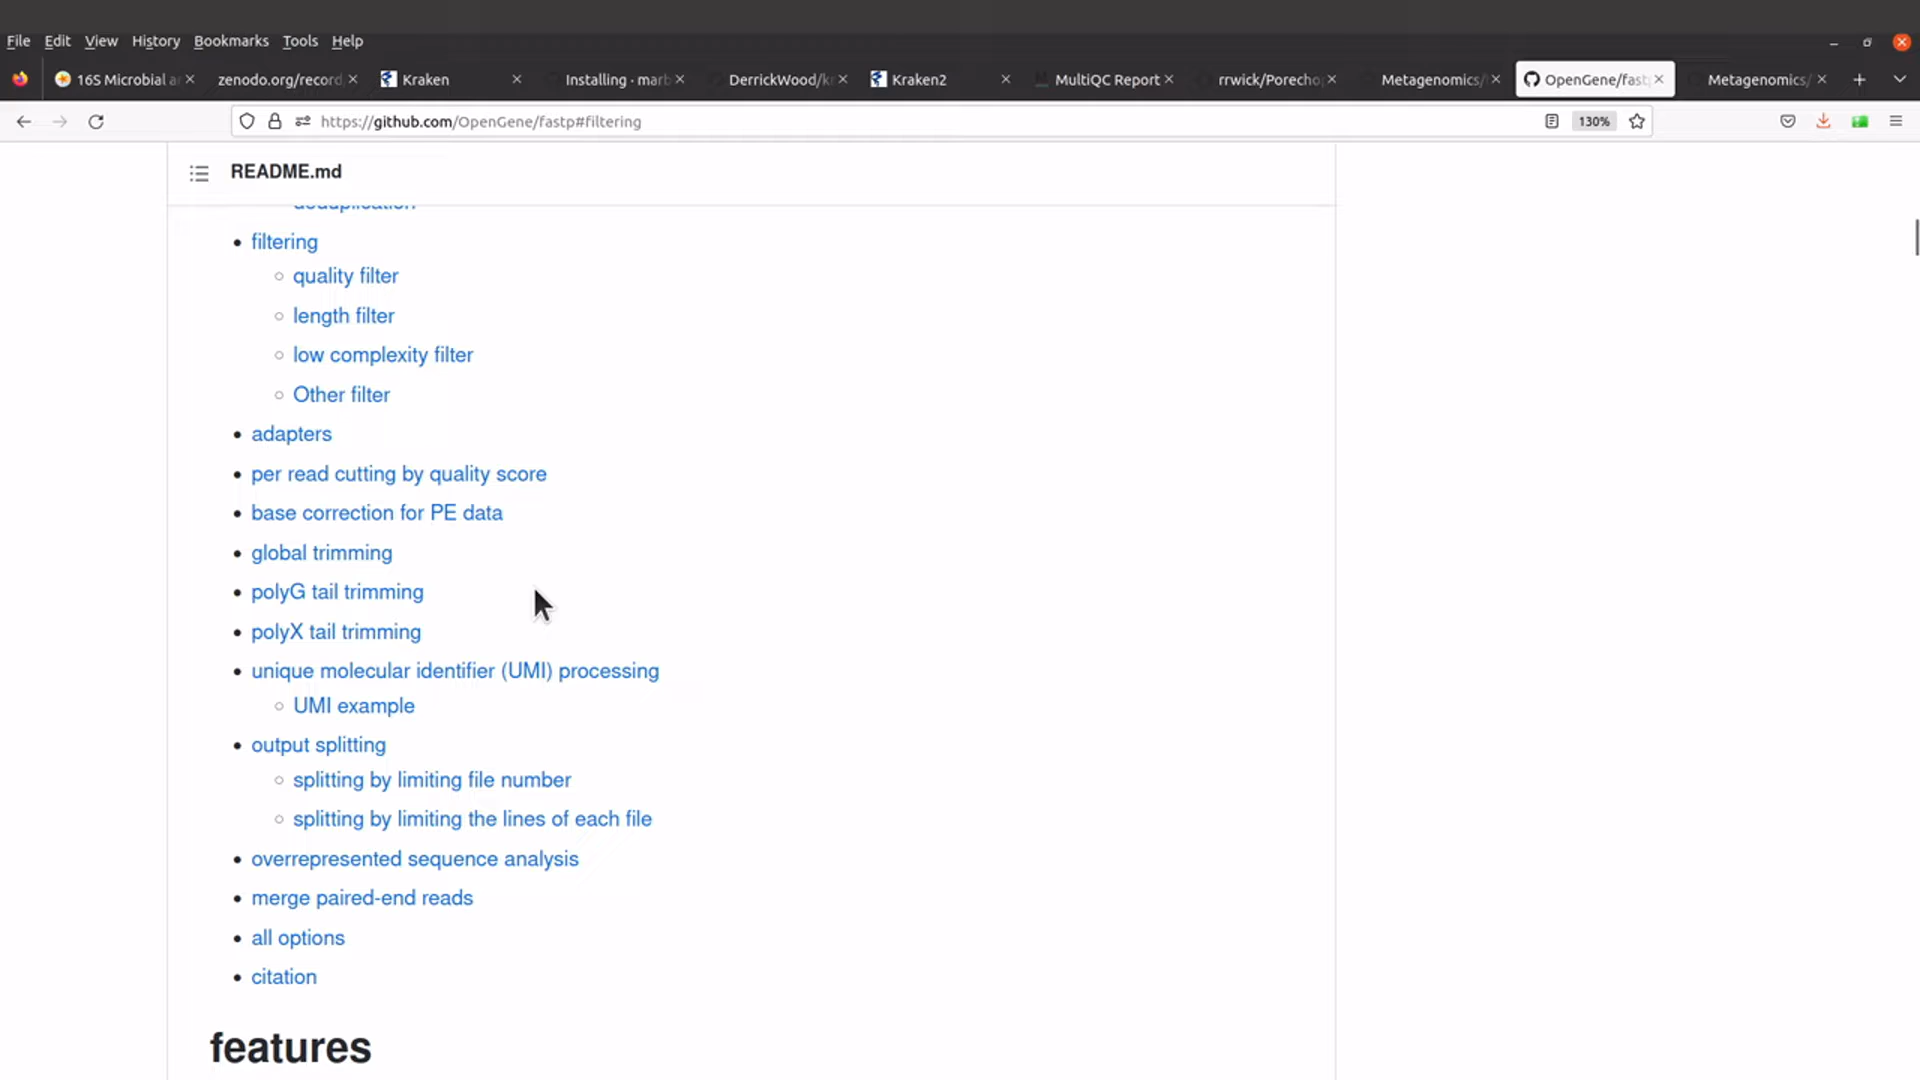 File Edit View History Bookmarks Tools Help
16S Microbial a
zenodo.org/record
Kraken
Installing · marb
DerrickWood/kr
Kraken2
MultiQC Report
rrwick/Porechop
Metagenomics/
OpenGene/fastp
Metagenomics/
https://github.com/OpenGene/fastp#filtering
130%
README.md
deduplication
filtering
quality filter
length filter
low complexity filter
Other filter
adapters
per read cutting by quality score
base correction for PE data
global trimming
polyG tail trimming
polyX tail trimming
unique molecular identifier (UMI) processing
UMI example
output splitting
splitting by limiting file number
splitting by limiting the lines of each file
overrepresented sequence analysis
merge paired-end reads
all options
citation
features